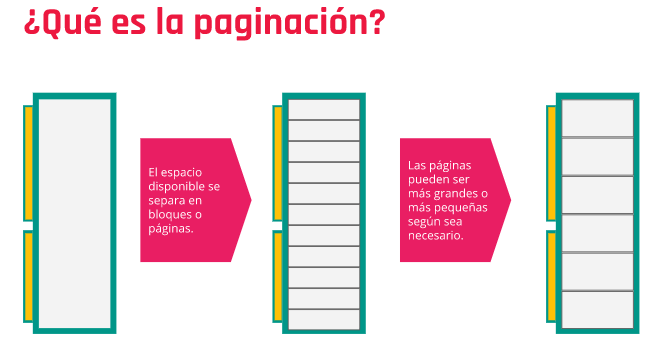 ¿Qué es la paginación?
El espacio
disponible se
separa en
bloques o
páginas.
Las páginas
pueden ser
más grandes o
más pequeñas
según sea
necesario.